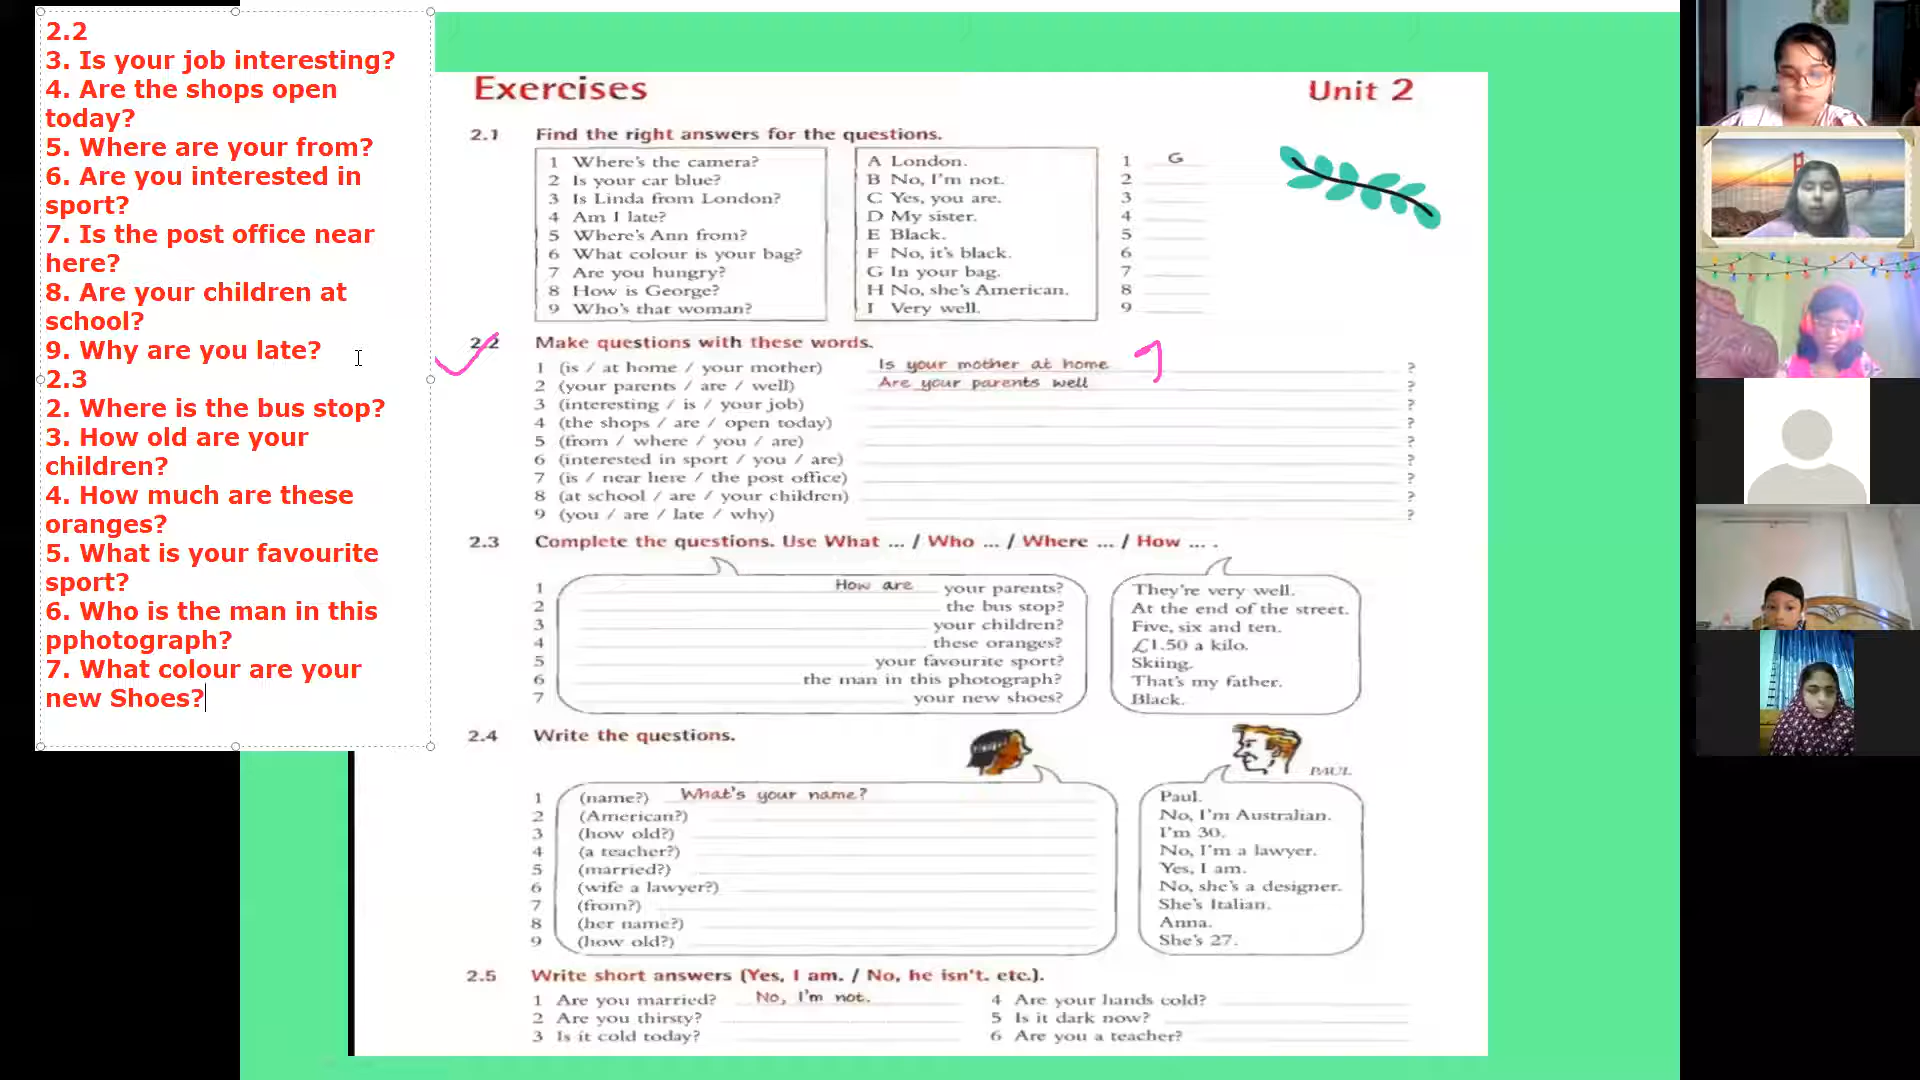 2.2
3. Is your job interesting?
4. Are the shops open
today?
5. Where are your from?
6. Are you interested in
sport?
7. Is the post office near
here?
8. Are your children at
school?
9. Why are you late?
2.3
2. Where is the bus stop?
3. How old are your
children?
4. How much are these
oranges?
5. What is your favourite
sport?
6. Who is the man in this
pphotograph?
7. What colour are your
new Shoes?
Exercises
Unit 2
2.1 Find the right answers for the questions.
1 Where's the camera?
2 Is your car blue?
3 Is Linda from London?
4 Am I late?
5 Where's Ann from?
6 What colour is your bag?
7 Are you hungry?
8 How is George?
9 Who's that woman?
A London.
B No, I'm not.
C Yes, you are.
D My sister.
E Black.
F No, it's black.
G In your bag.
H No, she's American.
I Very well.
1 G
2
3
4
5
6
7
8
9
2.2 Make questions with these words.
1 (is / at home / your mother) Is your mother at home ?
2 (your parents / are / well) Are your parents well ?
3 (interesting / is / your job) ?
4 (the shops / are / open today) ?
5 (from / where / you / are) ?
6 (interested in sport / you / are) ?
7 (is / near here / the post office) ?
8 (at school / are / your children) ?
9 (you / are / late / why) ?
2.3 Complete the questions. Use What ... / Who ... / Where ... / How ... .
1 How are your parents?
2 the bus stop?
3 your children?
4 these oranges?
5 your favourite sport?
6 the man in this photograph?
7 your new shoes?
They're very well.
At the end of the street.
Five, six and ten.
£1.50 a kilo.
Skiing.
That's my father.
Black.
2.4 Write the questions.
PAUL
1 (name?) What's your name?
2 (American?)
3 (how old?)
4 (a teacher?)
5 (married?)
6 (wife a lawyer?)
7 (from?)
8 (her name?)
9 (how old?)
Paul.
No, I'm Australian.
I'm 30.
No, I'm a lawyer.
Yes, I am.
No, she's a designer.
She's Italian.
Anna.
She's 27.
2.5 Write short answers (Yes, I am. / No, he isn't. etc.).
1 Are you married? No, I'm not.
2 Are you thirsty?
3 Is it cold today?
4 Are your hands cold?
5 Is it dark now?
6 Are you a teacher?